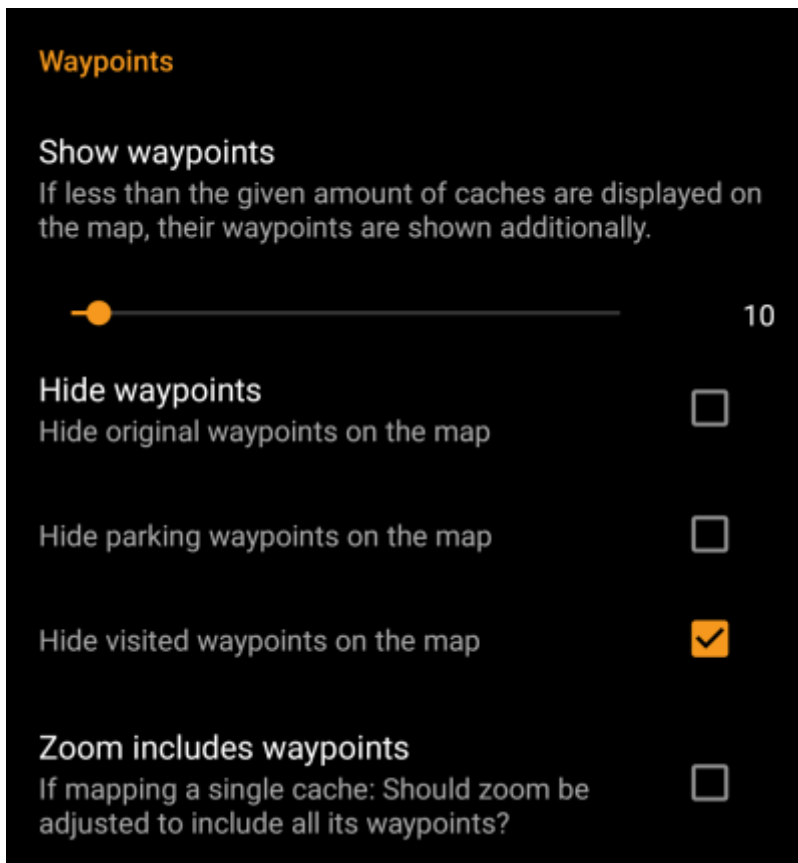 Waypoints
Show waypoints
If less than the given amount of caches are displayed on
the map, their waypoints are shown additionally.
10
Hide waypoints
Hide original waypoints on the map
Hide parking waypoints on the map
Hide visited waypoints on the map
Zoom includes waypoints
If mapping a single cache: Should zoom be
adjusted to include all its waypoints?